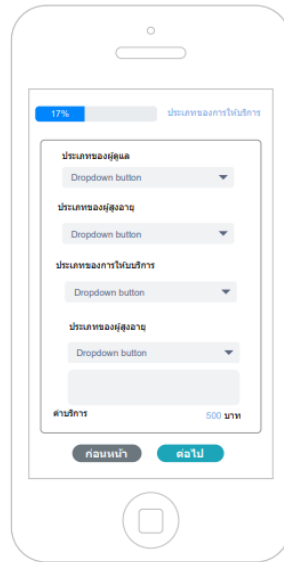 17% ประเภทของการให้บริการ
ประเภทของผู้ดูแล
Dropdown button
ประเภทของผู้สูงอายุ
Dropdown button
ประเภทของการให้บบริการ
Dropdown button
ประเภทของผู้สูงอายุ
Dropdown button
ค่าบริการ 500 บาท
ก่อนหน้า ต่อไป